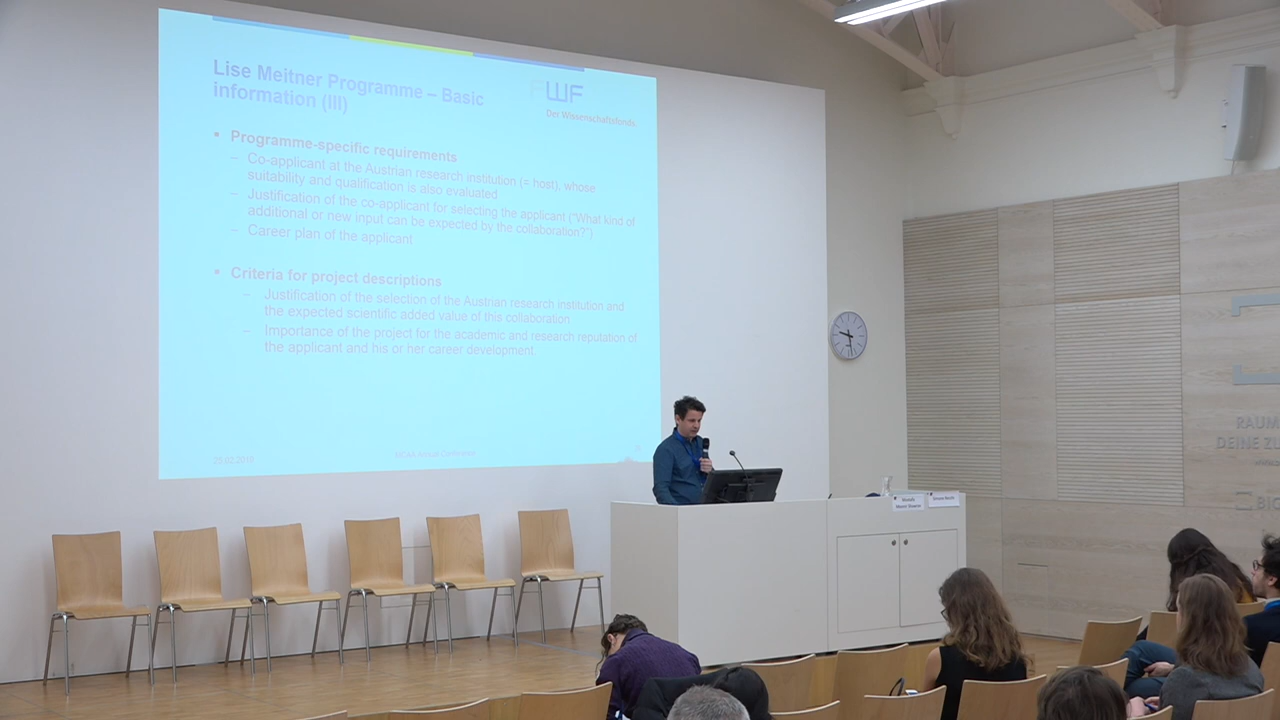 Lise Meitner Programme – Basic
information (III)
FWF
Der Wissenschaftsfonds.
▪ Programme-specific requirements
– Co-applicant at the Austrian research institution (= host), whose
suitability and qualification is also evaluated
– Justification of the co-applicant for selecting the applicant ("What kind of
additional or new input can be expected by the collaboration?")
– Career plan of the applicant
▪ Criteria for project descriptions
– Justification of the selection of the Austrian research institution and
the expected scientific added value of this collaboration
– Importance of the project for the academic and research reputation of
the applicant and his or her career development.
MCAA Annual Conference
RAUM
DEINE